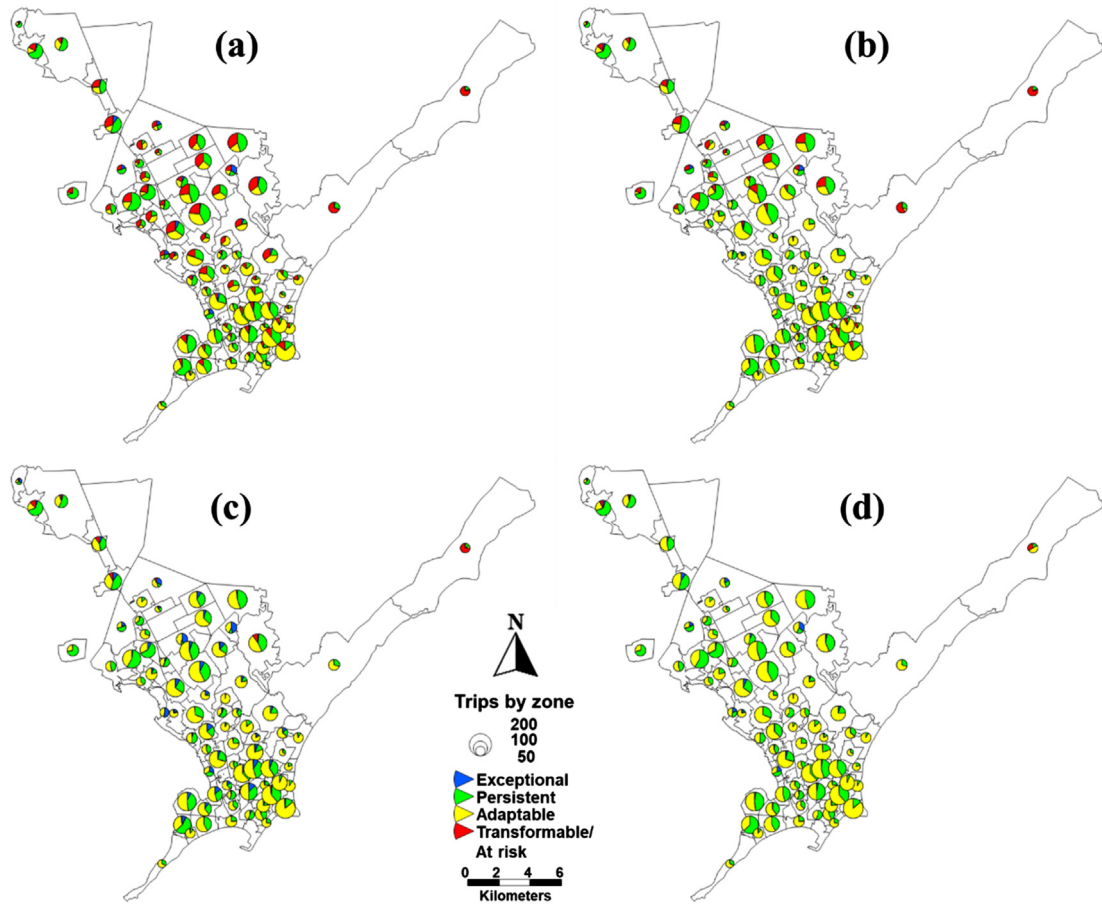 (a)
(b)
(c)
(d)
N
Trips by zone
200
100
50
Exceptional
Persistent
Adaptable
Transformable/
At risk
0 2 4 6
Kilometers